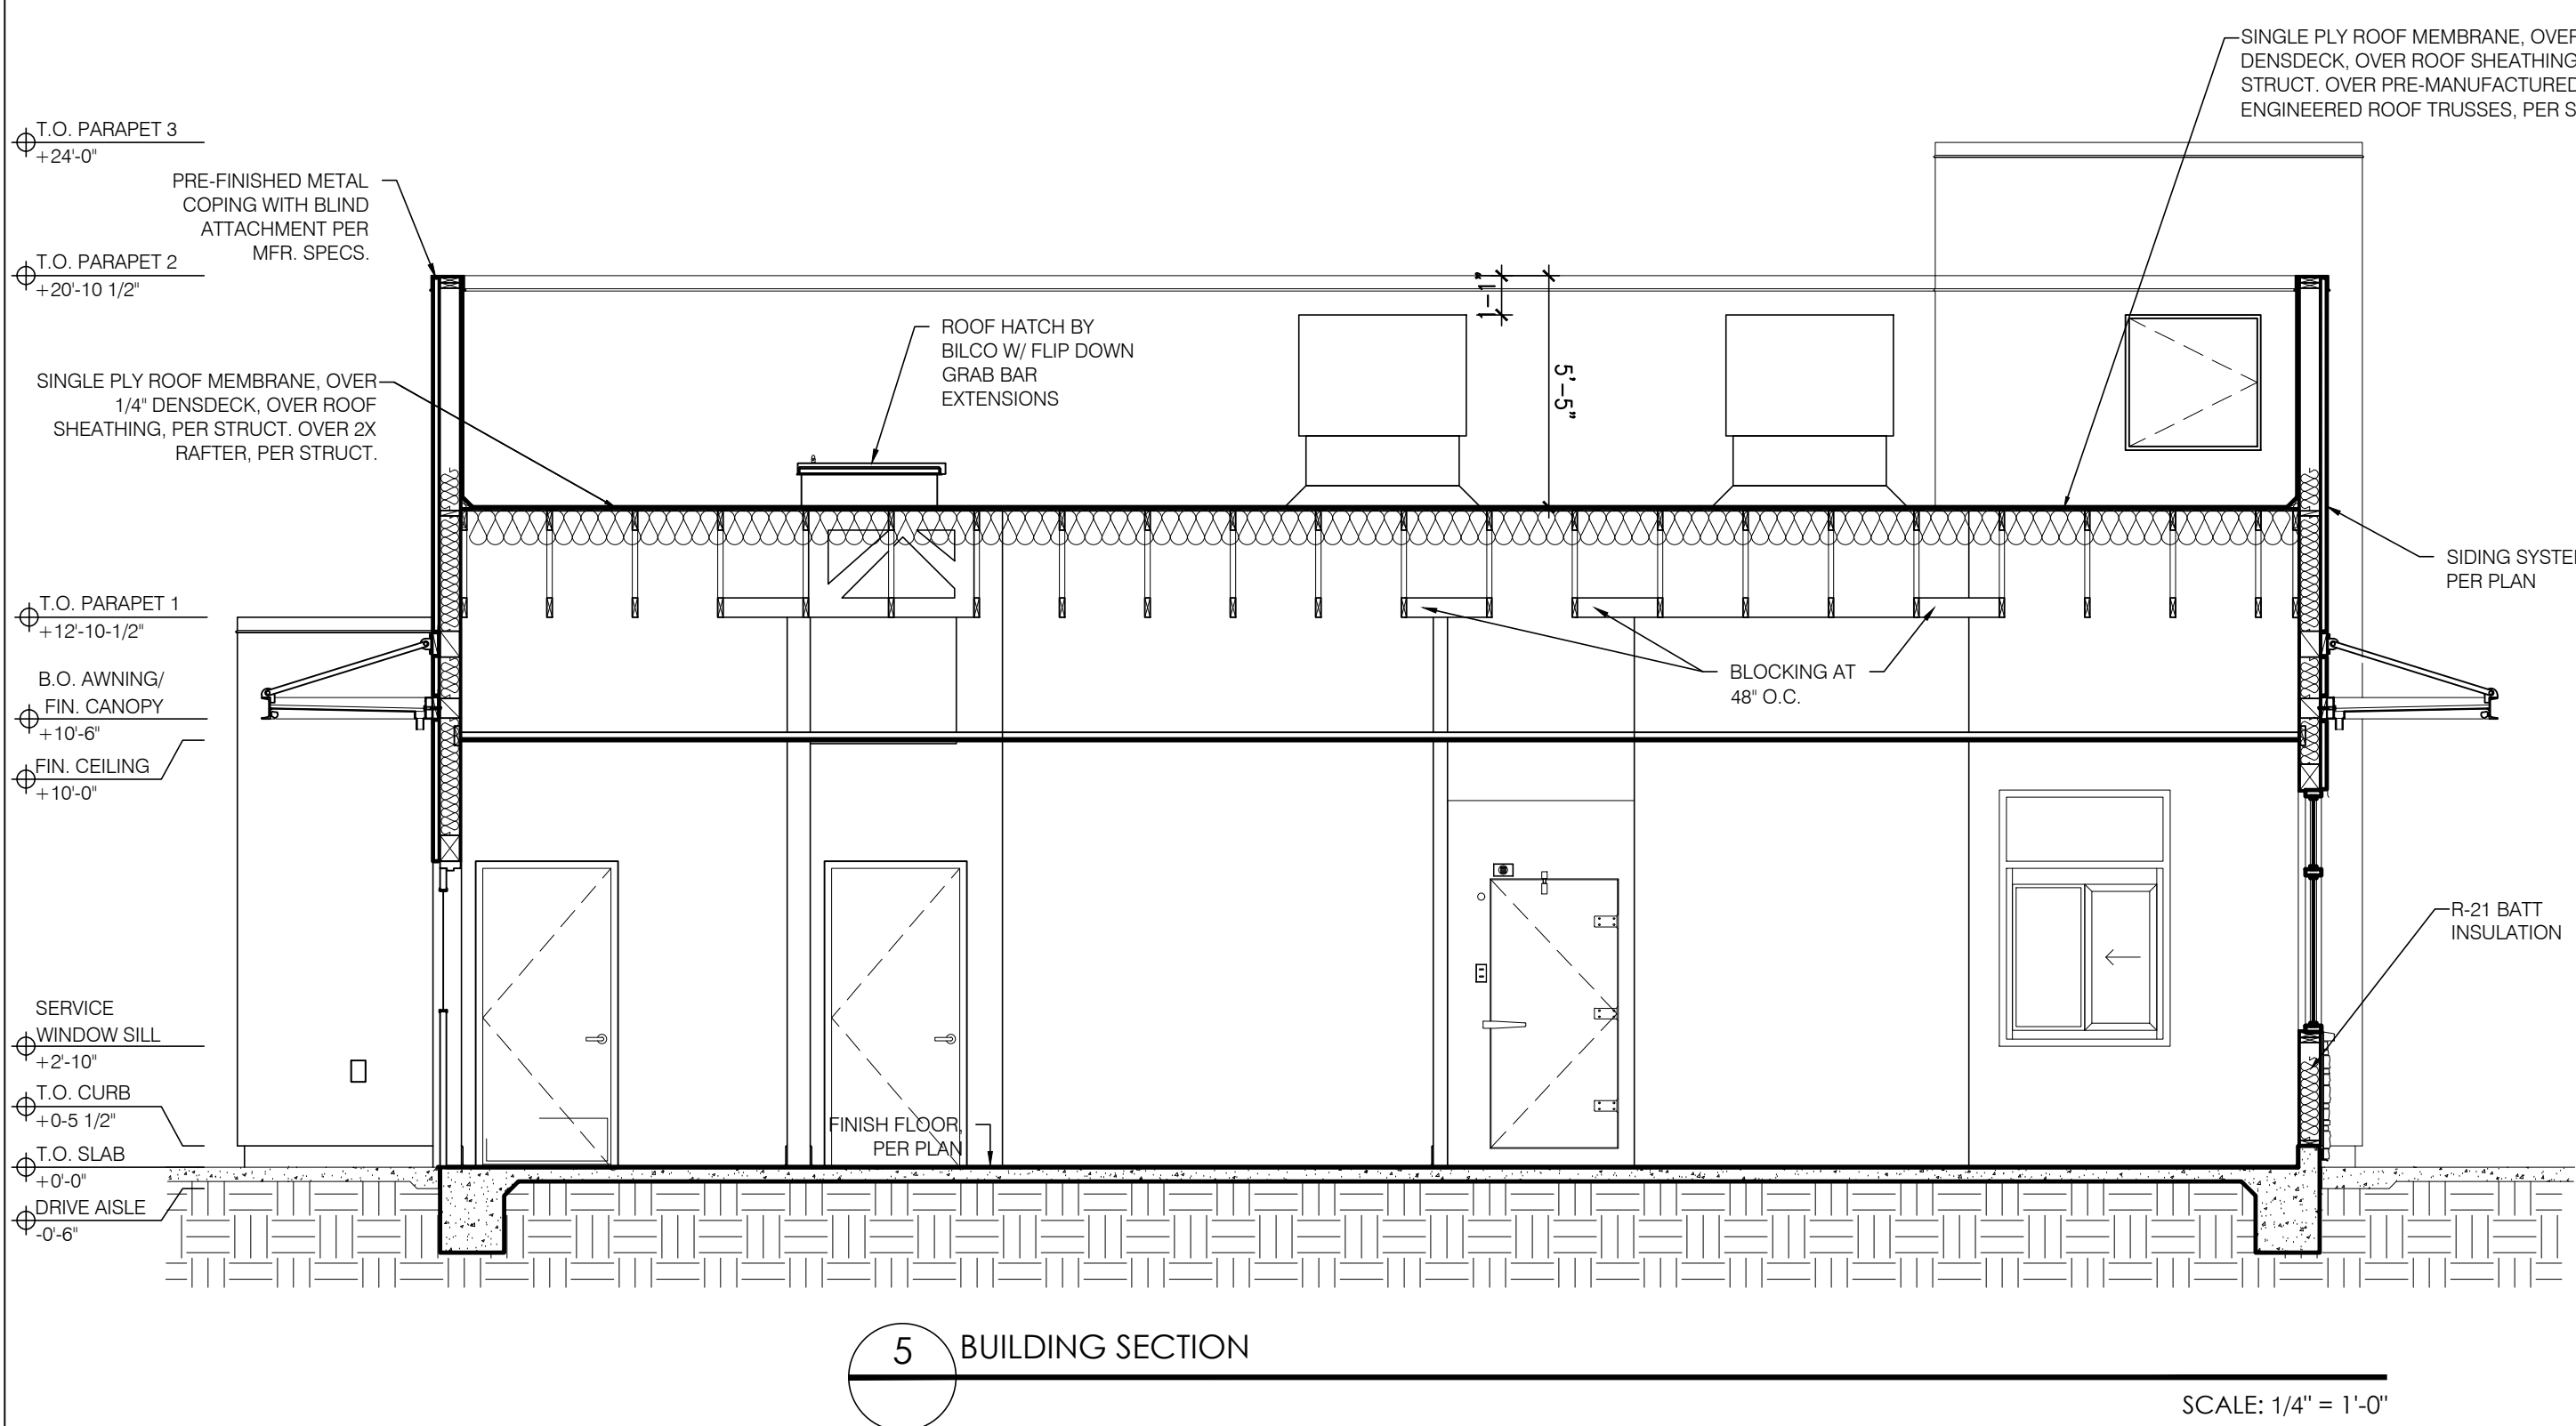 SINGLE PLY ROOF MEMBRANE, OVER
DENSDECK, OVER ROOF SHEATHING
STRUCT. OVER PRE-MANUFACTURED
ENGINEERED ROOF TRUSSES, PER S
T.O. PARAPET 3
+24'-0"
PRE-FINISHED METAL
COPING WITH BLIND
ATTACHMENT PER
MFR. SPECS.
T.O. PARAPET 2
+20'-10 1/2"
1'-1"
5'-5"
ROOF HATCH BY
BILCO W/ FLIP DOWN
GRAB BAR
EXTENSIONS
SINGLE PLY ROOF MEMBRANE, OVER
1/4" DENSDECK, OVER ROOF
SHEATHING, PER STRUCT. OVER 2X
RAFTER, PER STRUCT.
SIDING SYSTE
PER PLAN
T.O. PARAPET 1
+12'-10-1/2"
BLOCKING AT
48" O.C.
B.O. AWNING/
FIN. CANOPY
+10'-6"
FIN. CEILING
+10'-0"
R-21 BATT
INSULATION
SERVICE
WINDOW SILL
+2'-10"
T.O. CURB
+0-5 1/2"
FINISH FLOOR,
PER PLAN
T.O. SLAB
+0'-0"
DRIVE AISLE
-0'-6"
5 BUILDING SECTION
SCALE: 1/4" = 1'-0"